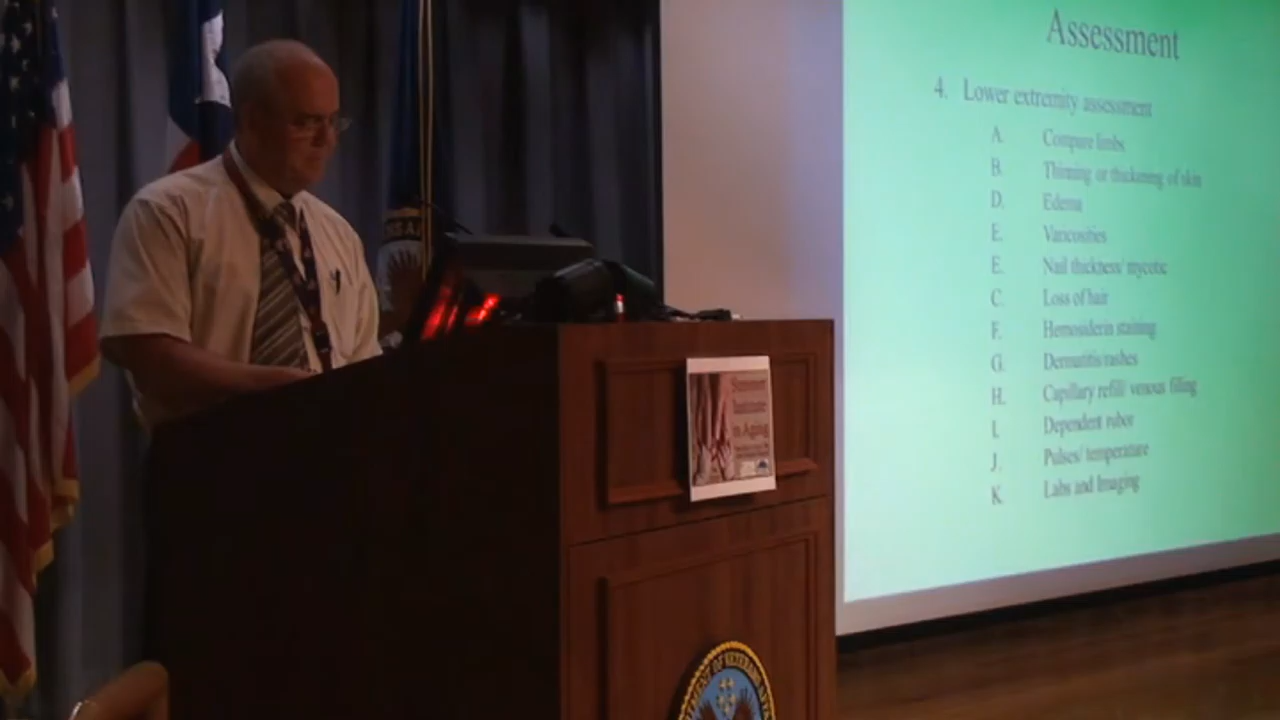 Assessment
4. Lower extremity assessment
A. Compare limbs
B. Thinning or thickening of skin
D. Edema
E. Varicosities
E. Nail thickness/ mycotic
C. Loss of hair
F. Hemosiderin staining
G. Dermatitis rashes
H. Capillary refill/ venous filling
I. Dependent rubor
J. Pulses/ temperature
K Labs and Imaging
Summer
Institute
in Aging